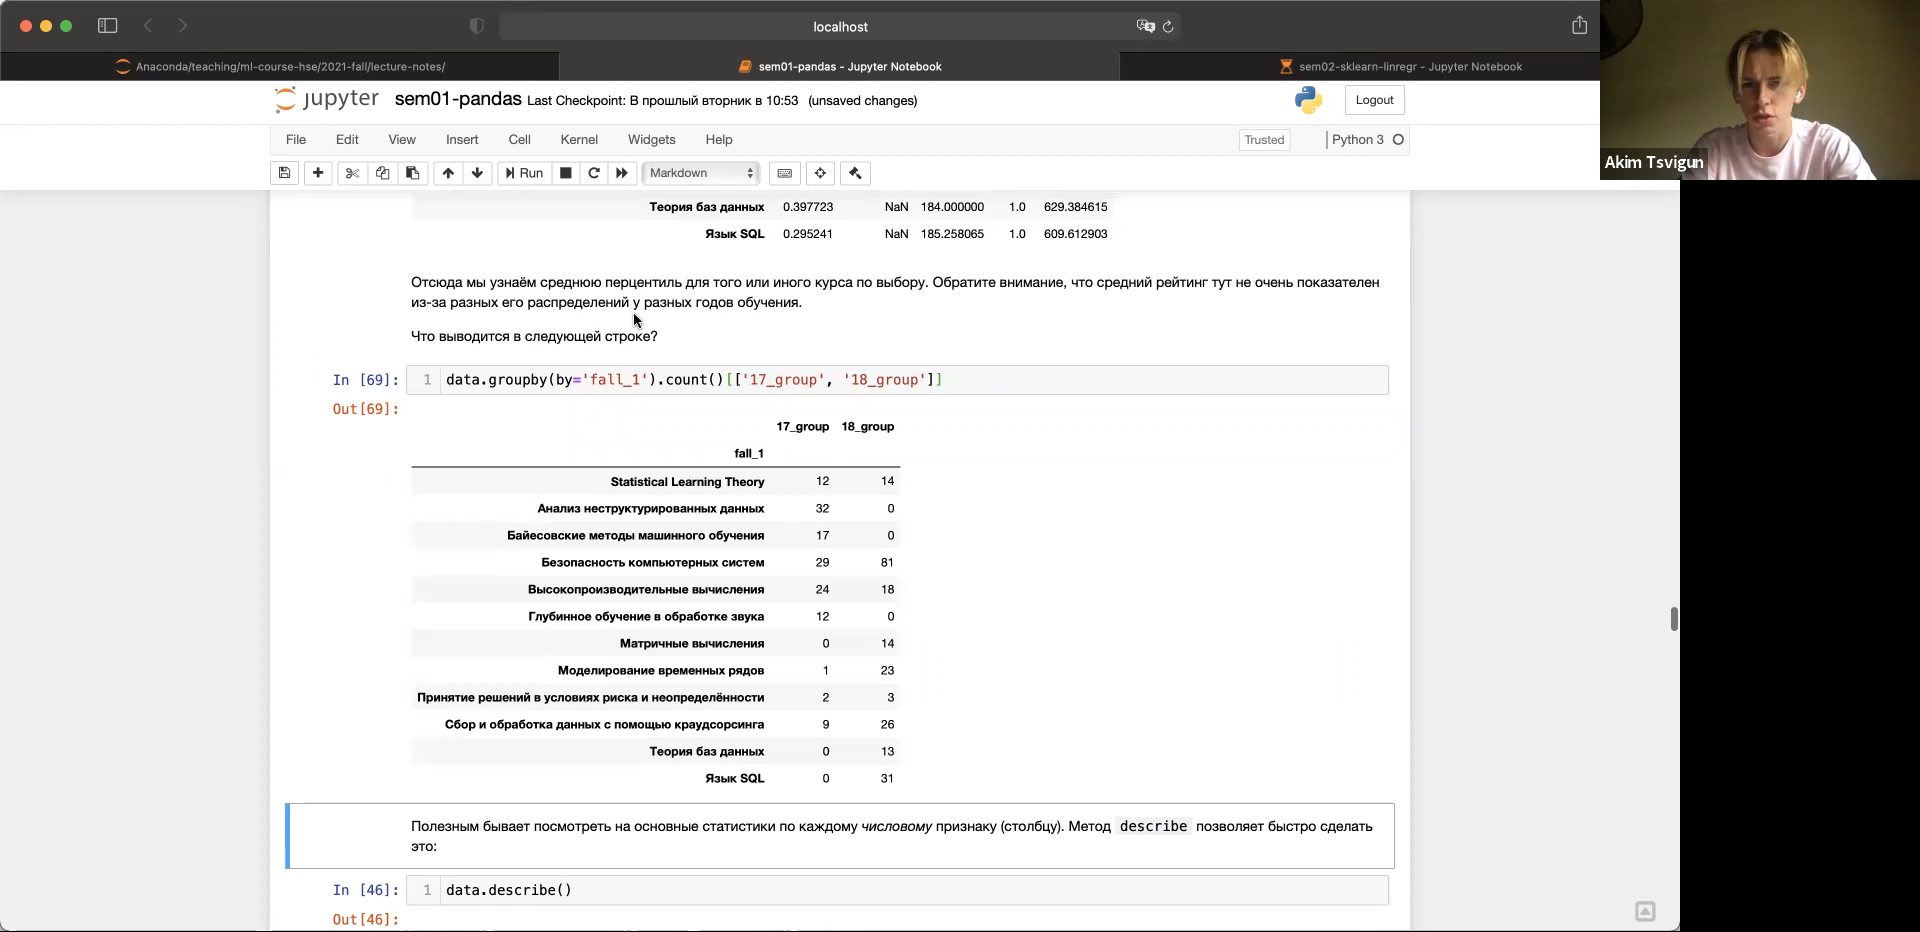 localhost
Anaconda/teaching/ml-course-hse/2021-fall/lecture-notes/
sem01-pandas - Jupyter Notebook
sem02-sklearn-linregr - Jupyter Notebook
jupyter sem01-pandas Last Checkpoint: В прошлый вторник в 10:53 (unsaved changes)
Logout
File Edit View Insert Cell Kernel Widgets Help
Trusted
Python 3
Run
Markdown
Akim Tsvigun
Теория баз данных 0.397723 NaN 184.000000 1.0 629.384615
Язык SQL 0.295241 NaN 185.258065 1.0 609.612903
Отсюда мы узнаём среднюю перцентиль для того или иного курса по выбору. Обратите внимание, что средний рейтинг тут не очень показателен
из-за разных его распределений у разных годов обучения.
Что выводится в следующей строке?
In [69]: 1 data.groupby(by='fall_1').count()[['17_group', '18_group']]
Out[69]:
17_group 18_group
fall_1
Statistical Learning Theory 12 14
Анализ неструктурированных данных 32 0
Байесовские методы машинного обучения 17 0
Безопасность компьютерных систем 29 81
Высокопроизводительные вычисления 24 18
Глубинное обучение в обработке звука 12 0
Матричные вычисления 0 14
Моделирование временных рядов 1 23
Принятие решений в условиях риска и неопределённости 2 3
Сбор и обработка данных с помощью краудсорсинга 9 26
Теория баз данных 0 13
Язык SQL 0 31
Полезным бывает посмотреть на основные статистики по каждому числовому признаку (столбцу). Метод describe позволяет быстро сделать
это:
In [46]: 1 data.describe()
Out[46]: